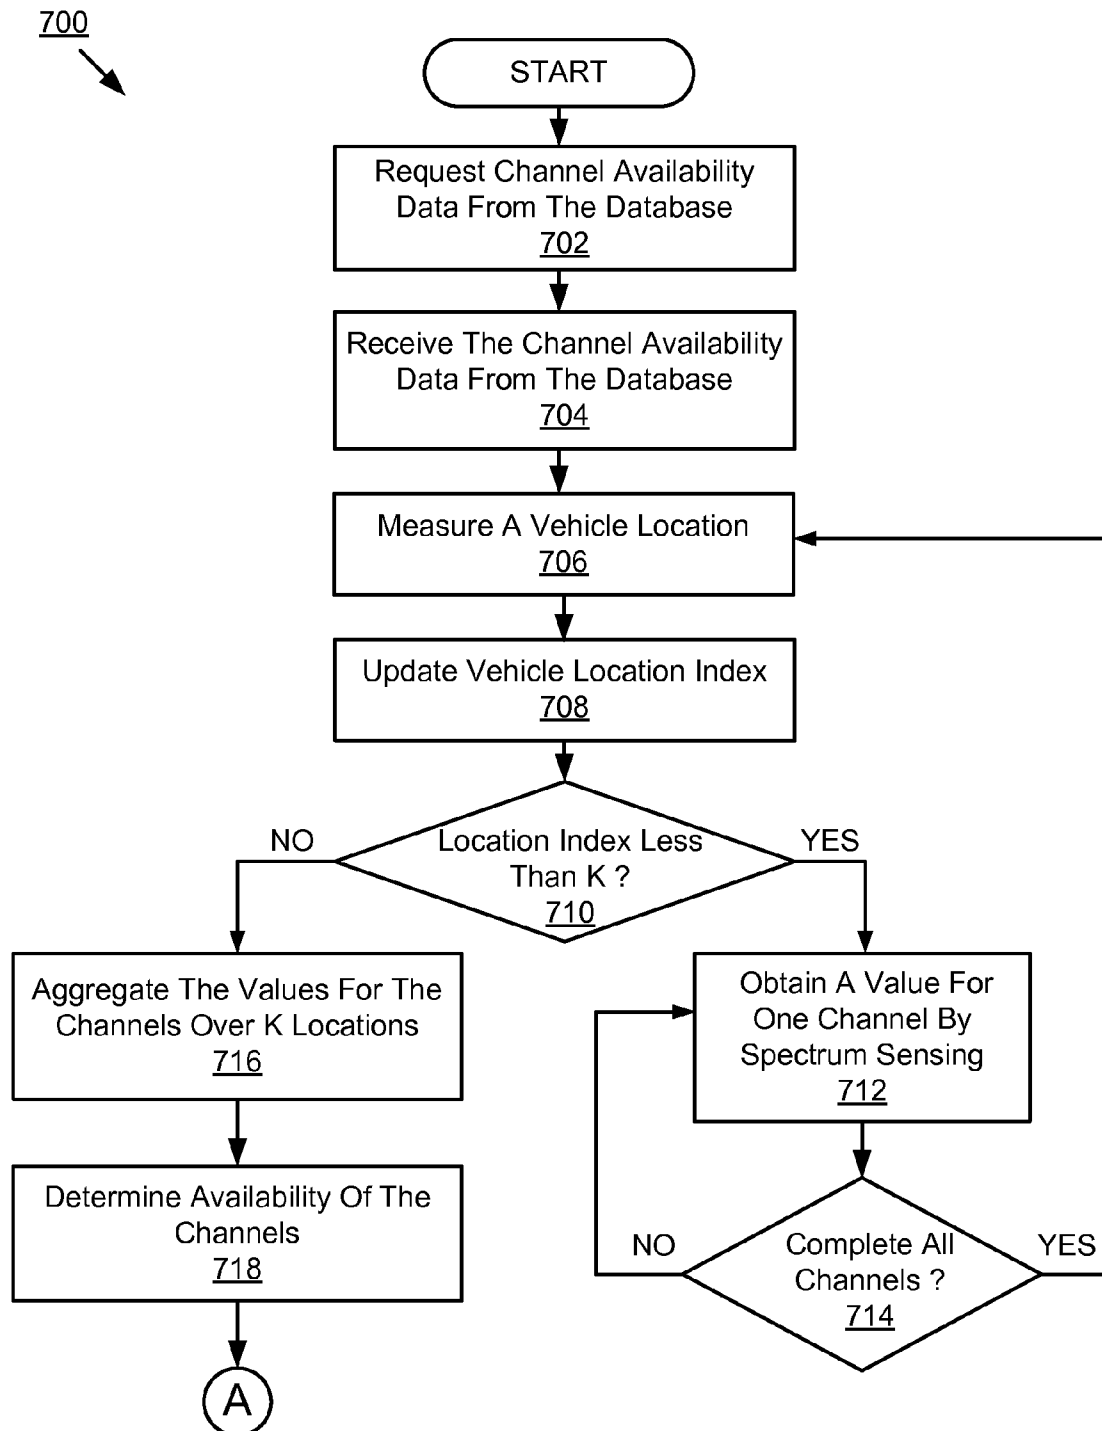 700
START
Request Channel Availability
Data From The Database
702
Receive The Channel Availability
Data From The Database
704
Measure A Vehicle Location
706
Update Vehicle Location Index
708
NO
Location Index Less
Than K ?
710
YES
Aggregate The Values For The
Channels Over K Locations
716
Obtain A Value For
One Channel By
Spectrum Sensing
712
Determine Availability Of The
Channels
718
NO
Complete All
Channels ?
714
YES
A